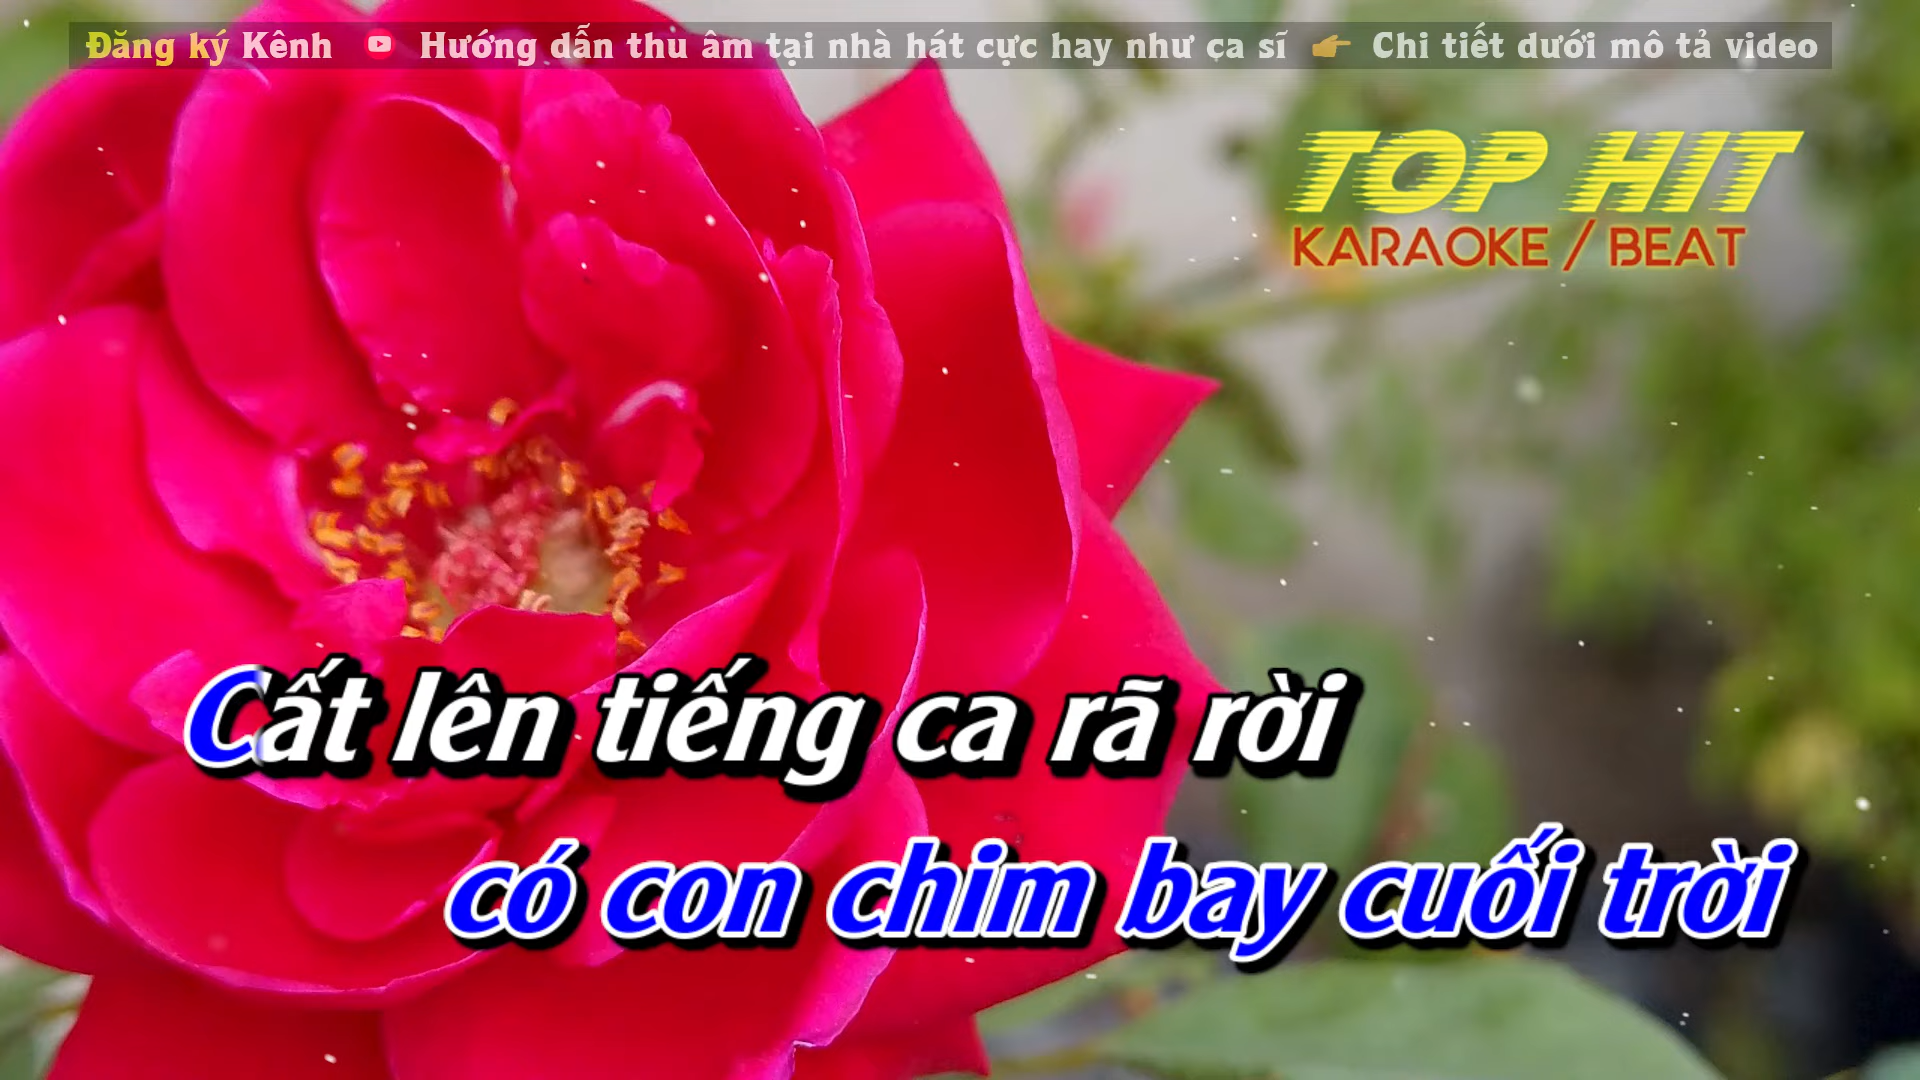 Đăng ký Kênh Hướng dẫn thu âm tại nhà hát cực hay như ca sĩ 👉 Chi tiết dưới mô tả video
TOP HIT
KARAOKE / BEAT
Cất lên tiếng ca rã rời
có con chim bay cuối trời